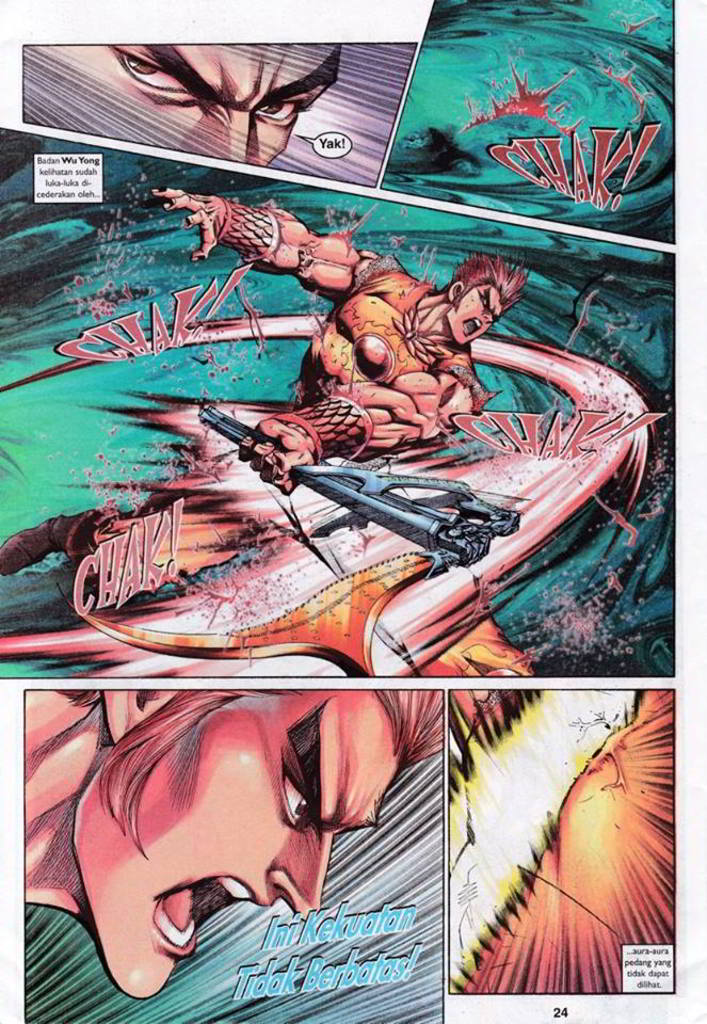 Yak!
CHAK!
Badan Wu Yong
kelihatan sudah
luka-luka di-
cederakan oleh...
CHAK!
CHAK!
CHAK!
Ini Kekuatan
Tidak Berbatas!
...aura-aura
pedang yang
tidak dapat
dilihat.
24